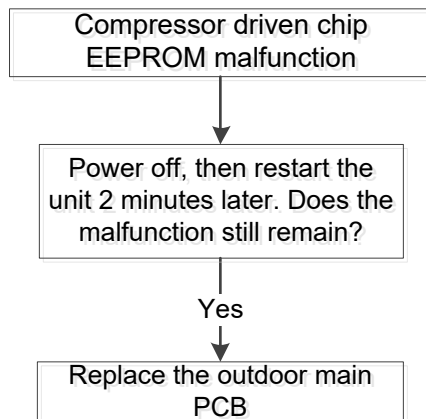 Compressor driven chip
EEPROM malfunction
Power off, then restart the
unit 2 minutes later. Does the
malfunction still remain?
Yes
Replace the outdoor main
PCB